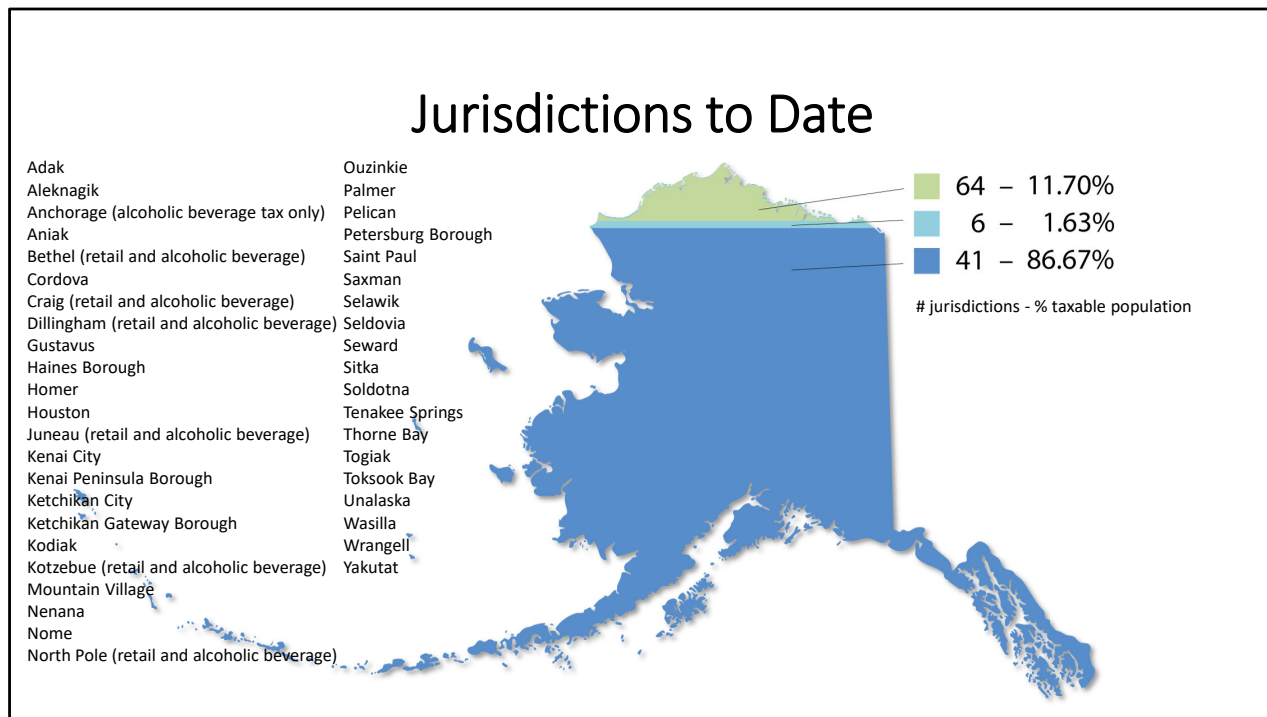 Jurisdictions to Date
Adak
Aleknagik
Anchorage (alcoholic beverage tax only)
Aniak
Bethel (retail and alcoholic beverage)
Cordova
Craig (retail and alcoholic beverage)
Dillingham (retail and alcoholic beverage)
Gustavus
Haines Borough
Homer
Houston
Juneau (retail and alcoholic beverage)
Kenai City
Kenai Peninsula Borough
Ketchikan City
Ketchikan Gateway Borough
Kodiak
Kotzebue (retail and alcoholic beverage)
Mountain Village
Nenana
Nome
North Pole (retail and alcoholic beverage)
Ouzinkie
Palmer
Pelican
Petersburg Borough
Saint Paul
Saxman
Selawik
Seldovia
Seward
Sitka
Soldotna
Tenakee Springs
Thorne Bay
Togiak
Toksook Bay
Unalaska
Wasilla
Wrangell
Yakutat
64 – 11.70%
6 – 1.63%
41 – 86.67%
# jurisdictions - % taxable population